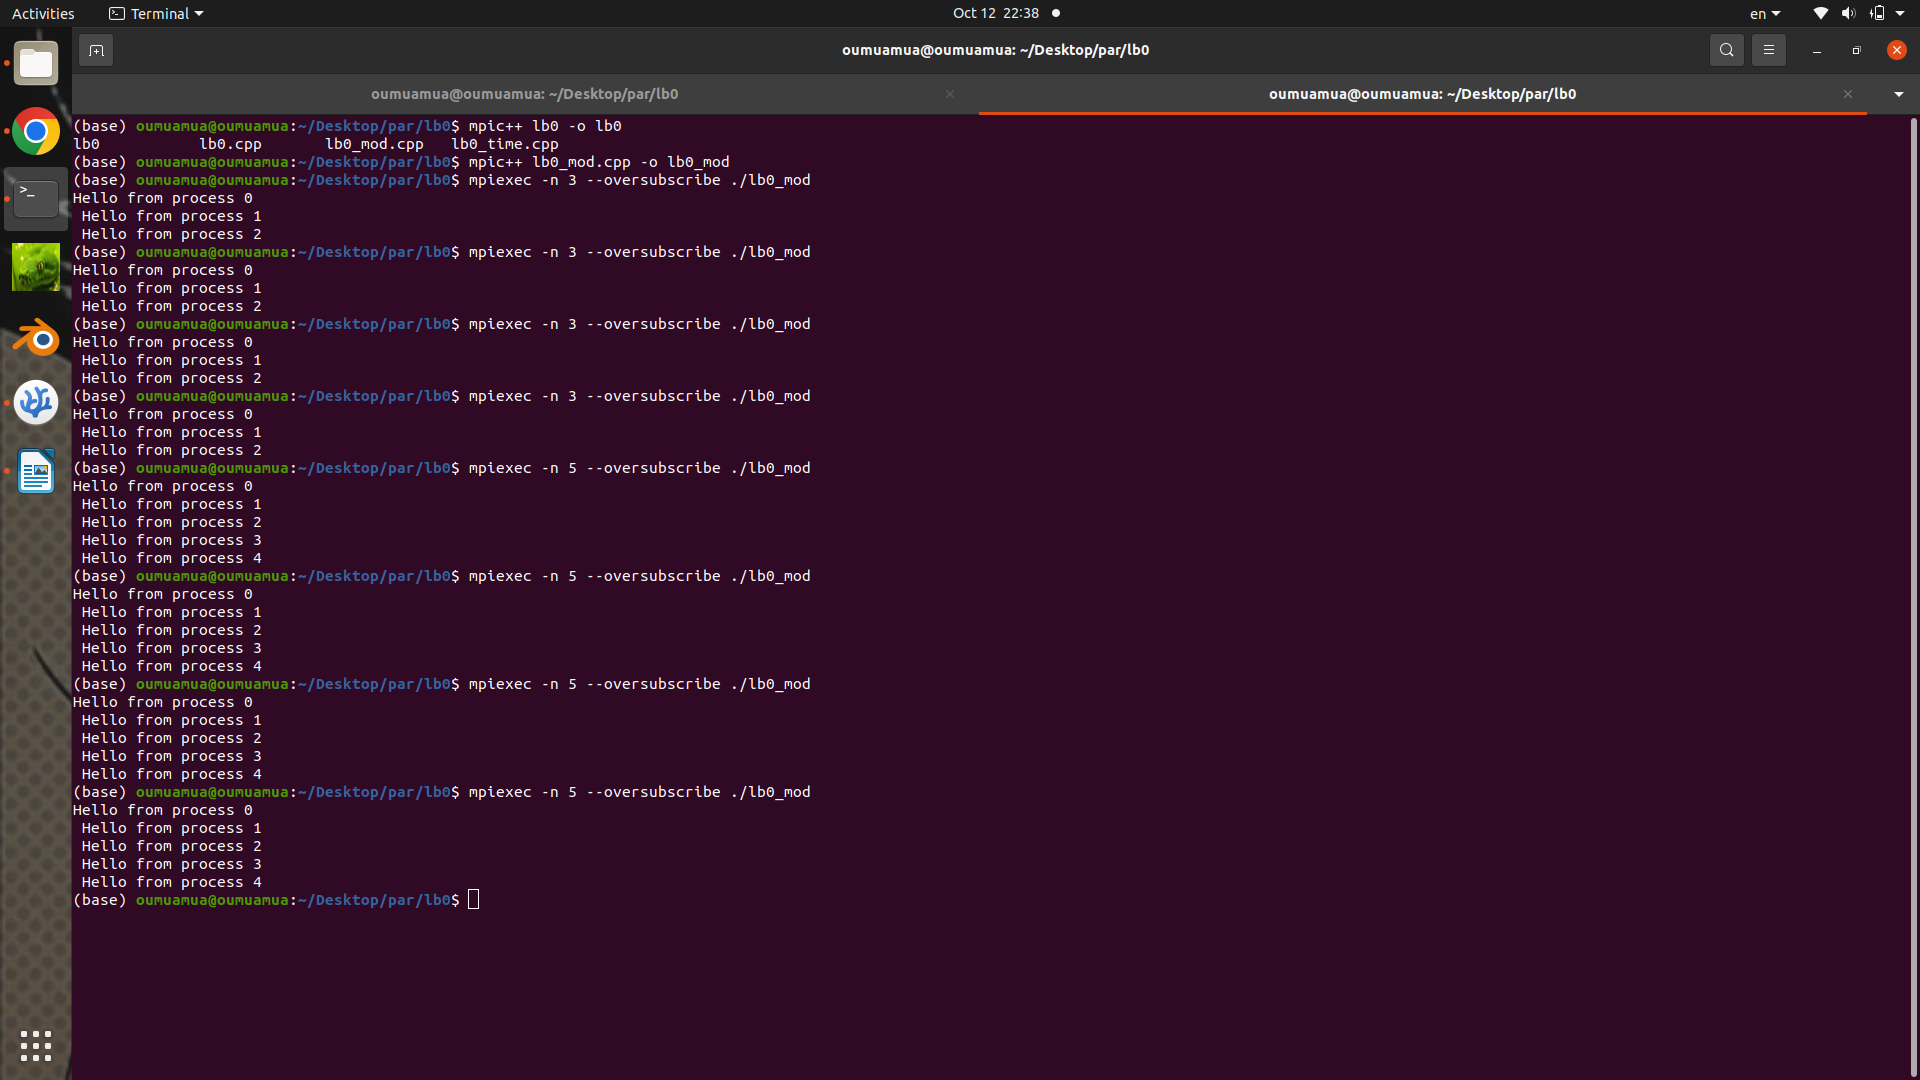 Activities Terminal Oct 12 22:38 en
oumuamua@oumuamua: ~/Desktop/par/lb0
oumuamua@oumuamua: ~/Desktop/par/lb0 oumuamua@oumuamua: ~/Desktop/par/lb0
(base) oumuamua@oumuamua:~/Desktop/par/lb0$ mpic++ lb0 -o lb0
lb0 lb0.cpp lb0_mod.cpp lb0_time.cpp
(base) oumuamua@oumuamua:~/Desktop/par/lb0$ mpic++ lb0_mod.cpp -o lb0_mod
(base) oumuamua@oumuamua:~/Desktop/par/lb0$ mpiexec -n 3 --oversubscribe ./lb0_mod
Hello from process 0
Hello from process 1
Hello from process 2
(base) oumuamua@oumuamua:~/Desktop/par/lb0$ mpiexec -n 3 --oversubscribe ./lb0_mod
Hello from process 0
Hello from process 1
Hello from process 2
(base) oumuamua@oumuamua:~/Desktop/par/lb0$ mpiexec -n 3 --oversubscribe ./lb0_mod
Hello from process 0
Hello from process 1
Hello from process 2
(base) oumuamua@oumuamua:~/Desktop/par/lb0$ mpiexec -n 3 --oversubscribe ./lb0_mod
Hello from process 0
Hello from process 1
Hello from process 2
(base) oumuamua@oumuamua:~/Desktop/par/lb0$ mpiexec -n 5 --oversubscribe ./lb0_mod
Hello from process 0
Hello from process 1
Hello from process 2
Hello from process 3
Hello from process 4
(base) oumuamua@oumuamua:~/Desktop/par/lb0$ mpiexec -n 5 --oversubscribe ./lb0_mod
Hello from process 0
Hello from process 1
Hello from process 2
Hello from process 3
Hello from process 4
(base) oumuamua@oumuamua:~/Desktop/par/lb0$ mpiexec -n 5 --oversubscribe ./lb0_mod
Hello from process 0
Hello from process 1
Hello from process 2
Hello from process 3
Hello from process 4
(base) oumuamua@oumuamua:~/Desktop/par/lb0$ mpiexec -n 5 --oversubscribe ./lb0_mod
Hello from process 0
Hello from process 1
Hello from process 2
Hello from process 3
Hello from process 4
(base) oumuamua@oumuamua:~/Desktop/par/lb0$